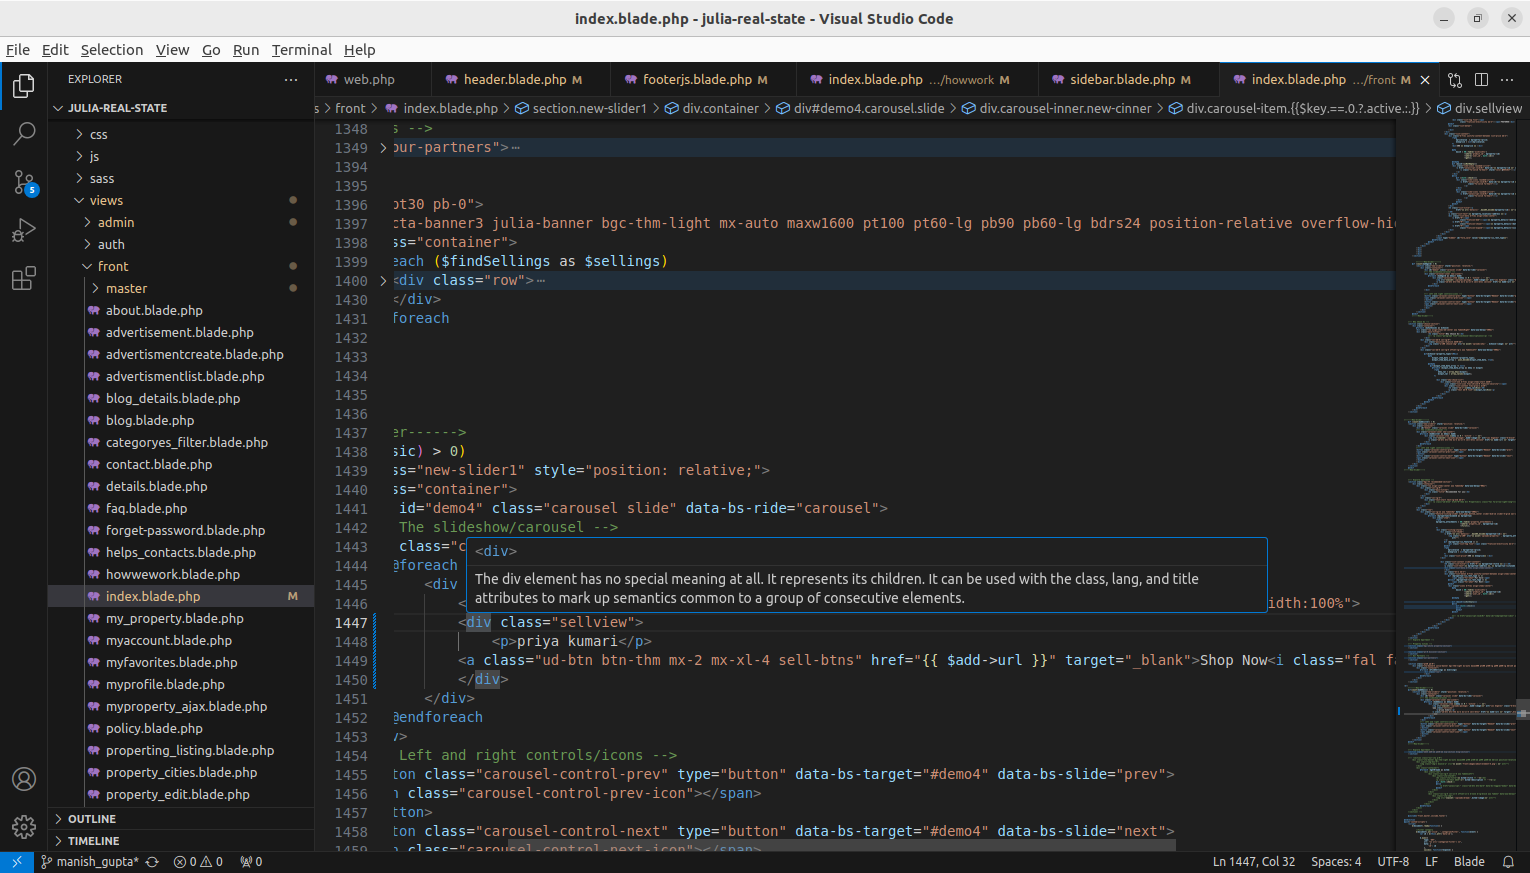 index.blade.php - julia-real-state - Visual Studio Code
File Edit Selection View Go Run Terminal Help
EXPLORER
web.php
header.blade.php M
footerjs.blade.php M
index.blade.php .../howwork M
sidebar.blade.php M
index.blade.php .../front M
JULIA-REAL-STATE
s > front > index.blade.php > section.new-slider1 > div.container > div#demo4.carousel.slide > div.carousel-inner.new-cinner > div.carousel-item.{{$key.==.0.?.active.:.}} > div.sellview
css
js
sass
views
admin
auth
front
master
about.blade.php
advertisement.blade.php
advertismentcreate.blade.php
advertismentlist.blade.php
blog_details.blade.php
blog.blade.php
categoryes_filter.blade.php
contact.blade.php
details.blade.php
faq.blade.php
forget-password.blade.php
helps_contacts.blade.php
howwework.blade.php
index.blade.php M
my_property.blade.php
myaccount.blade.php
myfavorites.blade.php
myprofile.blade.php
myproperty_ajax.blade.php
policy.blade.php
properting_listing.blade.php
property_cities.blade.php
property_edit.blade.php
OUTLINE
TIMELINE
1348 s -->
1349 our-partners">
1394
1395
1396 pt30 pb-0">
1397 cta-banner3 julia-banner bgc-thm-light mx-auto maxw1600 pt100 pt60-lg pb90 pb60-lg bdrs24 position-relative overflow-hi
1398 ss="container">
1399 each ($findSellings as $sellings)
1400 <div class="row">
1430 </div>
1431 foreach
1432
1433
1434
1435
1436
1437 er------>
1438 sic) > 0)
1439 ss="new-slider1" style="position: relative;">
1440 ss="container">
1441 id="demo4" class="carousel slide" data-bs-ride="carousel">
1442 The slideshow/carousel -->
1443 class="c
1444 @foreach
1445 <div
1446 < idth:100%">
<div>
The div element has no special meaning at all. It represents its children. It can be used with the class, lang, and title
attributes to mark up semantics common to a group of consecutive elements.
1447 <div class="sellview">
1448 <p>priya kumari</p>
1449 <a class="ud-btn btn-thm mx-2 mx-xl-4 sell-btns" href="{{ $add->url }}" target="_blank">Shop Now<i class="fal fa
1450 </div>
1451 </div>
1452 @endforeach
1453 v>
1454 Left and right controls/icons -->
1455 ton class="carousel-control-prev" type="button" data-bs-target="#demo4" data-bs-slide="prev">
1456 n class="carousel-control-prev-icon"></span>
1457 tton>
1458 ton class="carousel-control-next" type="button" data-bs-target="#demo4" data-bs-slide="next">
1459 n class="carousel-control-next-icon"></span>
5
manish_gupta* 0 0 0
Ln 1447, Col 32 Spaces: 4 UTF-8 LF Blade